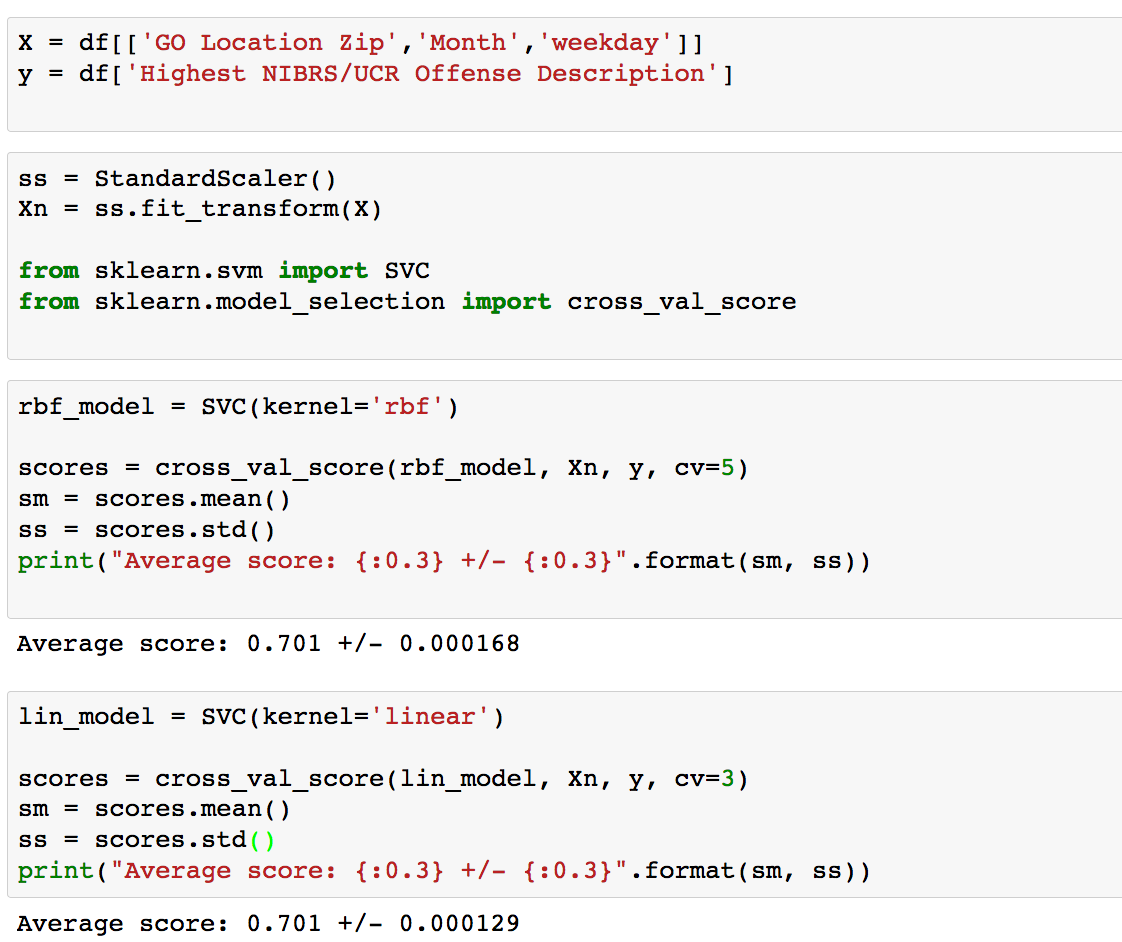 X = df[['GO Location Zip','Month','weekday']]
y = df['Highest NIBRS/UCR Offense Description']
ss = StandardScaler()
Xn = ss.fit_transform(X)
from sklearn.svm import SVC
from sklearn.model_selection import cross_val_score
rbf_model = SVC(kernel='rbf')
scores = cross_val_score(rbf_model, Xn, y, cv=5)
sm = scores.mean()
ss = scores.std()
print("Average score: {:0.3} +/- {:0.3}".format(sm, ss))
Average score: 0.701 +/- 0.000168
lin_model = SVC(kernel='linear')
scores = cross_val_score(lin_model, Xn, y, cv=3)
sm = scores.mean()
ss = scores.std()
print("Average score: {:0.3} +/- {:0.3}".format(sm, ss))
Average score: 0.701 +/- 0.000129